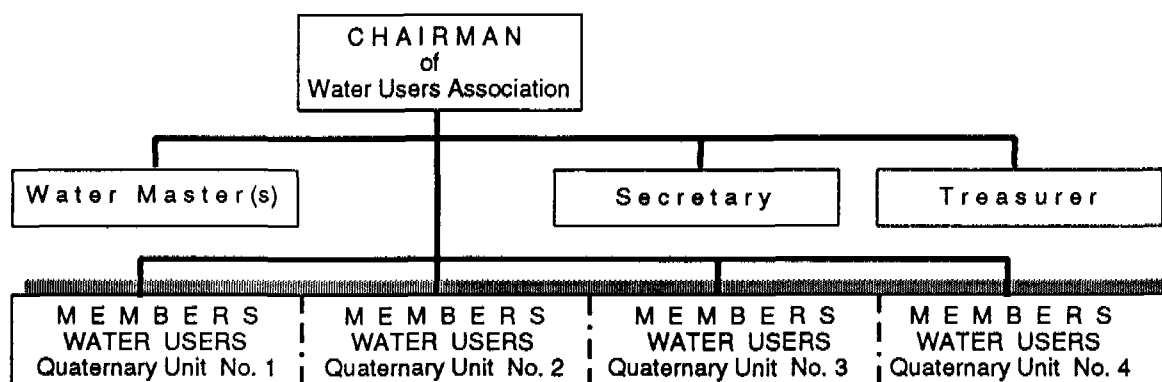 CHAIRMAN
of
Water Users Association
Water Master(s)
Secretary
Treasurer
MEMBERS
WATER USERS
Quaternary Unit No. 1
MEMBERS
WATER USERS
Quaternary Unit No. 2
MEMBERS
WATER USERS
Quaternary Unit No. 3
MEMBERS
WATER USERS
Quaternary Unit No. 4